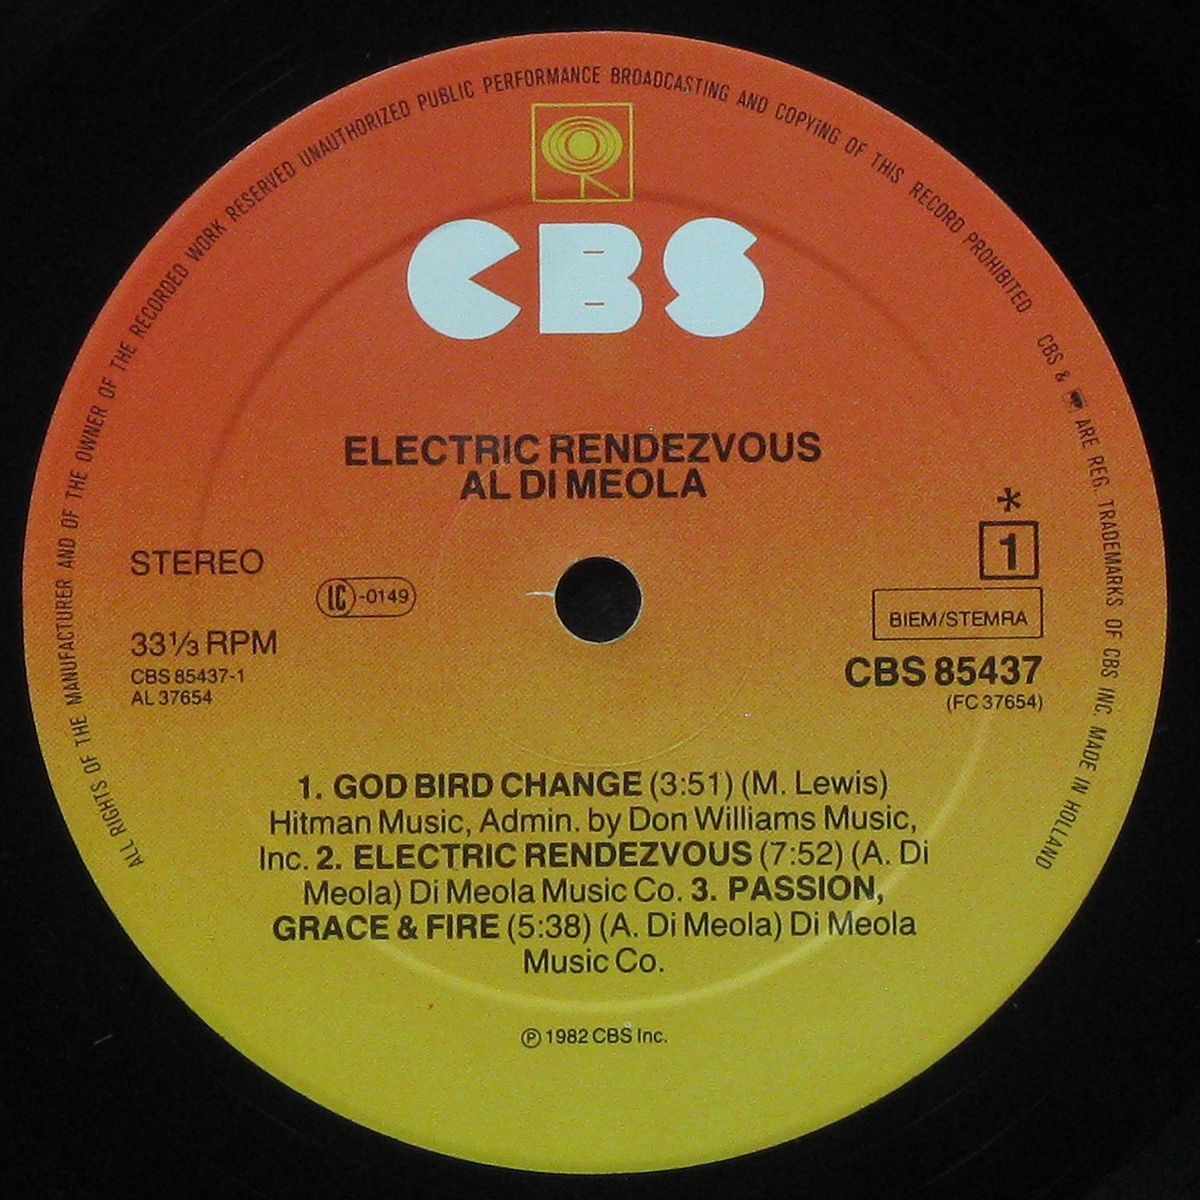 ALL RIGHTS OF THE MANUFACTURER AND OF THE OWNER OF THE RECORDED WORK RESERVED UNAUTHORIZED PUBLIC PERFORMANCE BROADCASTING AND COPYiNG OF THIS RECORD PROHIBITED CBS & ARE REG. TRADEMARKS OF CBS INC. MADE IN HOLLAND
CBS
ELECTRIC RENDEZVOUS
AL DI MEOLA
*
1
STEREO
LC-0149
BIEM/STEMRA
33⅓ RPM
CBS 85437-1
AL 37654
CBS 85437
(FC 37654)
1. GOD BIRD CHANGE (3:51) (M. Lewis)
Hitman Music, Admin. by Don Williams Music,
Inc. 2. ELECTRIC RENDEZVOUS (7:52) (A. Di
Meola) Di Meola Music Co. 3. PASSION,
GRACE & FIRE (5:38) (A. Di Meola) Di Meola
Music Co.
℗ 1982 CBS Inc.